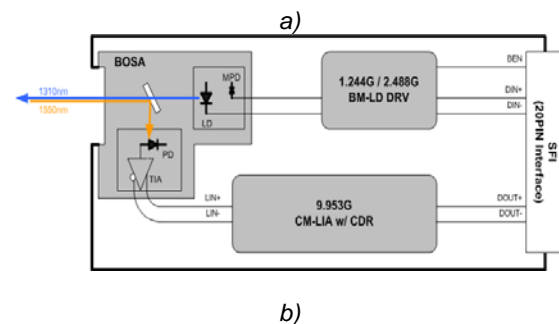 a)
BOSA
1310nm
1550nm
MPD
LD
PD
TIA
1.244G / 2.488G
BM-LD DRV
BEN
DIN+
DIN-
SFI
(20PIN Interface)
LIN+
LIN-
9.953G
CM-LIA w/ CDR
DOUT+
DOUT-
b)